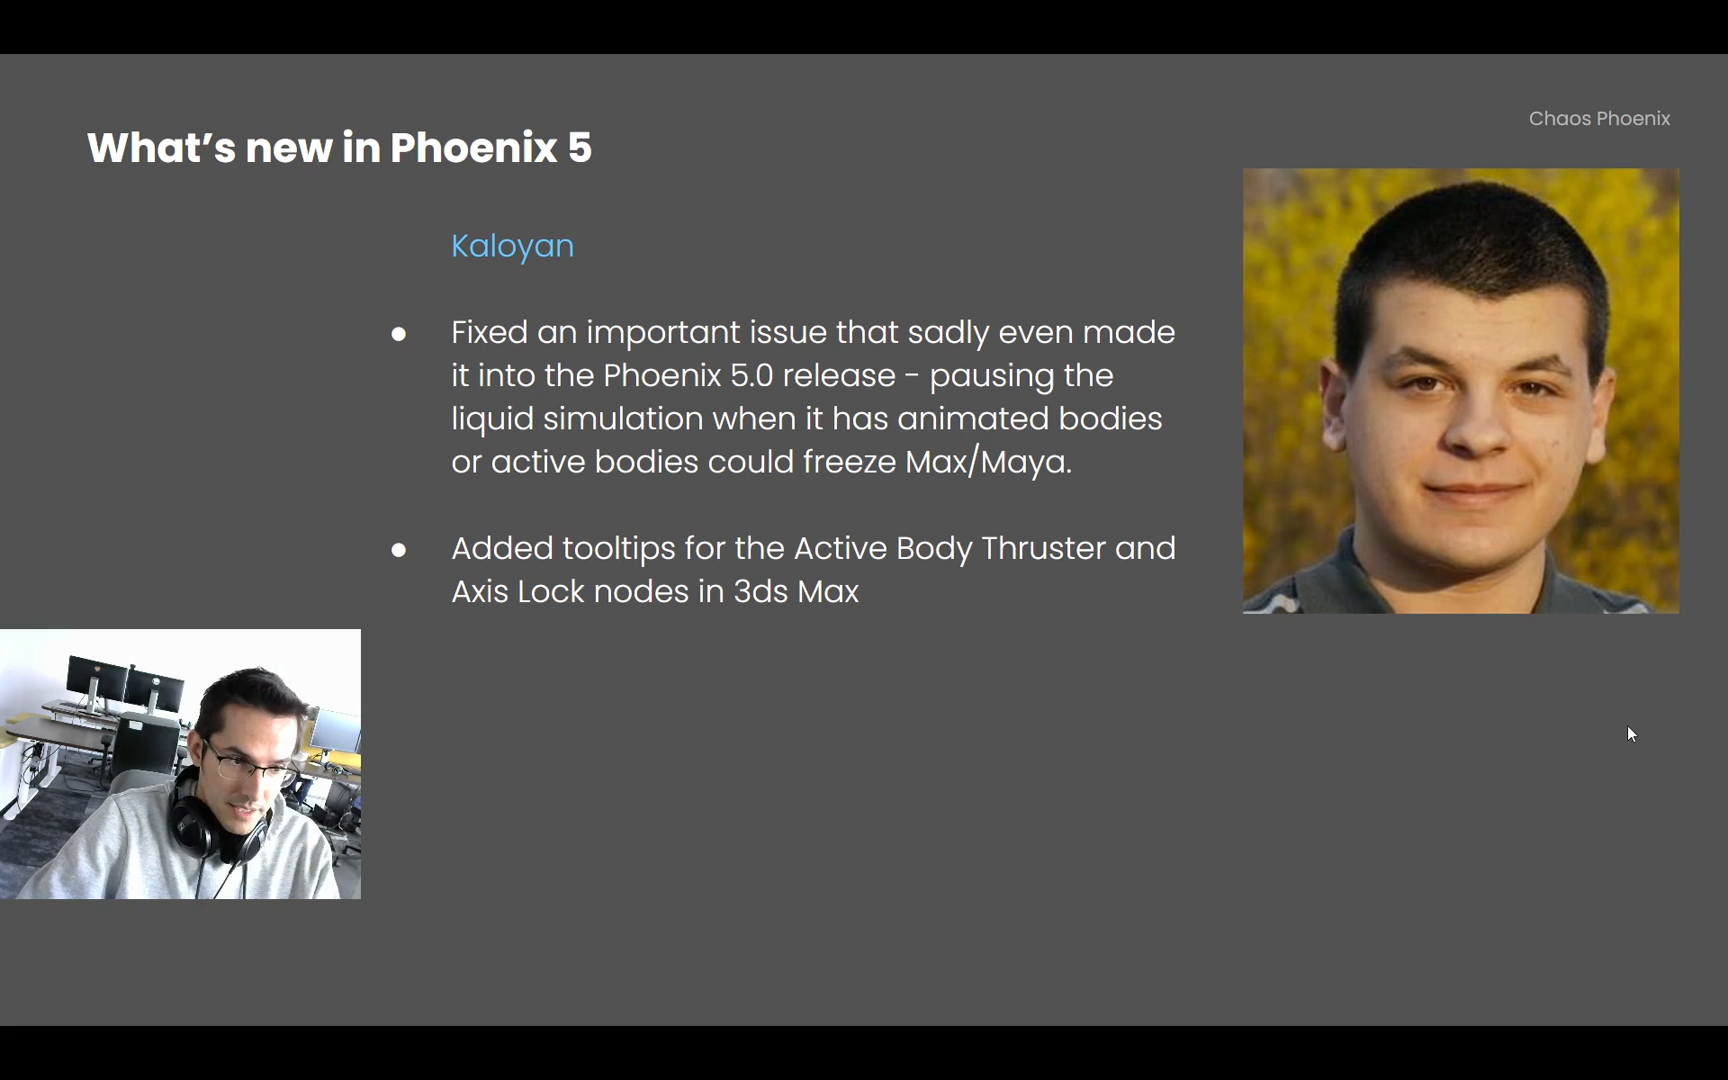 Chaos Phoenix
What’s new in Phoenix 5
Kaloyan
● Fixed an important issue that sadly even made
it into the Phoenix 5.0 release - pausing the
liquid simulation when it has animated bodies
or active bodies could freeze Max/Maya.
● Added tooltips for the Active Body Thruster and
Axis Lock nodes in 3ds Max